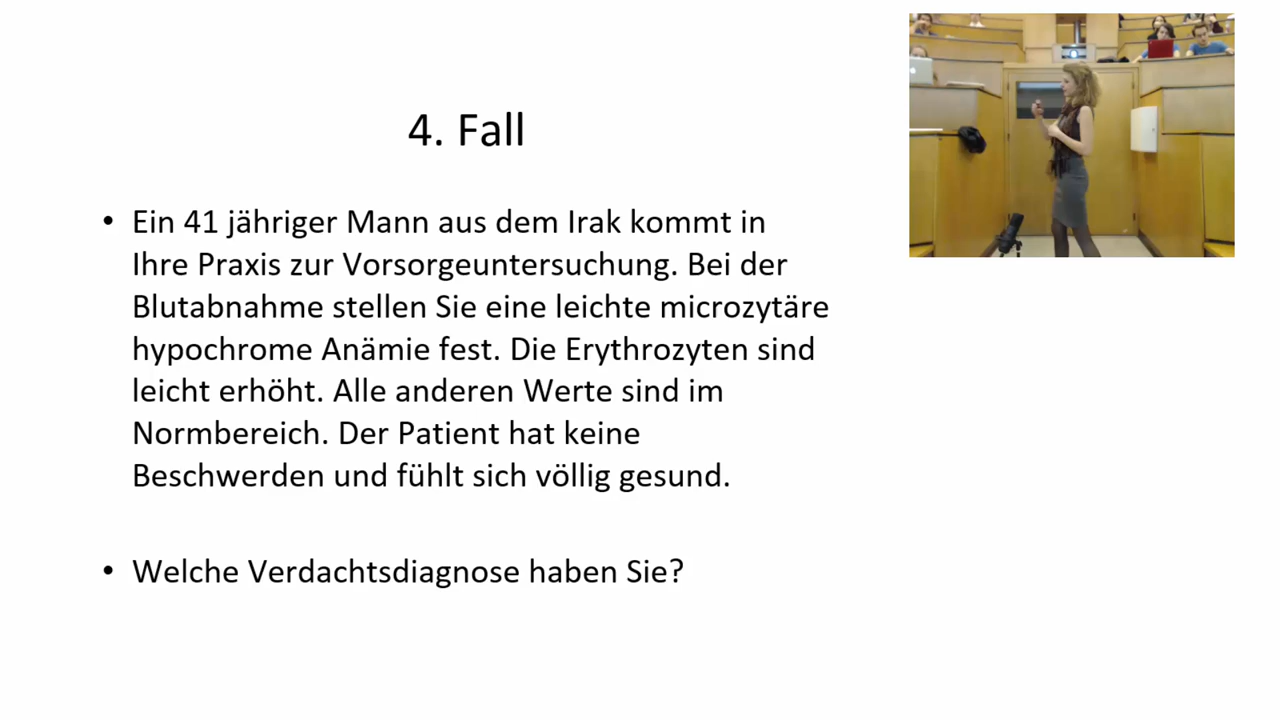 4. Fall
• Ein 41 jähriger Mann aus dem Irak kommt in
Ihre Praxis zur Vorsorgeuntersuchung. Bei der
Blutabnahme stellen Sie eine leichte microzytäre
hypochrome Anämie fest. Die Erythrozyten sind
leicht erhöht. Alle anderen Werte sind im
Normbereich. Der Patient hat keine
Beschwerden und fühlt sich völlig gesund.
• Welche Verdachtsdiagnose haben Sie?